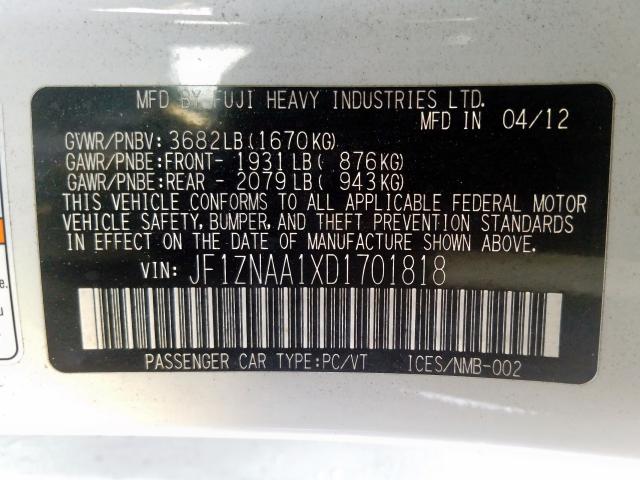 MFD BY FUJI HEAVY INDUSTRIES LTD.
MFD IN 04/12
GVWR/PNBV: 3682LB(1670KG)
GAWR/PNBE:FRONT- 1931LB( 876KG)
GAWR/PNBE:REAR - 2079LB( 943KG)
THIS VEHICLE CONFORMS TO ALL APPLICABLE FEDERAL MOTOR
VEHICLE SAFETY, BUMPER, AND THEFT PREVENTION STANDARDS
IN EFFECT ON THE DATE OF MANUFACTURE SHOWN ABOVE.
VIN: JF1ZNAA1XD1701818
PASSENGER CAR TYPE:PC/VT ICES/NMB-002